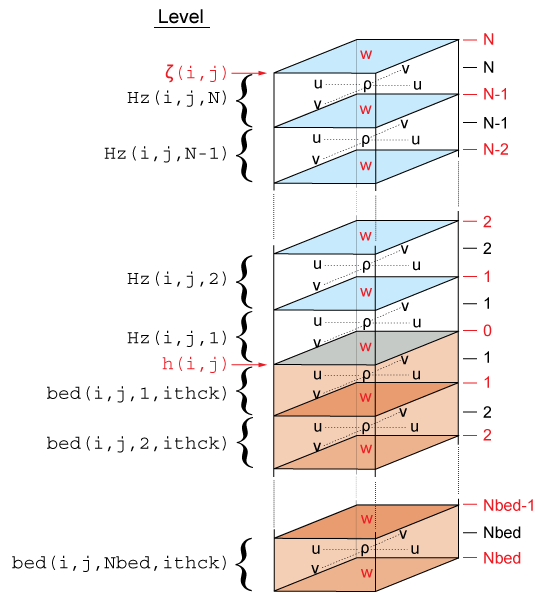 Level
N
w
ζ(i,j)
v
N
u ρ u
Hz(i,j,N)
v w
N-1
v
N-1
u ρ u
Hz(i,j,N-1)
v w
N-2
2
w
v
2
u ρ u
Hz(i,j,2)
v w
1
v
1
u ρ u
Hz(i,j,1)
v w
0
h(i,j)
v
1
u ρ u
bed(i,j,1,ithck)
v w
1
v
2
u ρ u
bed(i,j,2,ithck)
v w
2
Nbed-1
w
v
Nbed
u ρ u
bed(i,j,Nbed,ithck)
v w
Nbed